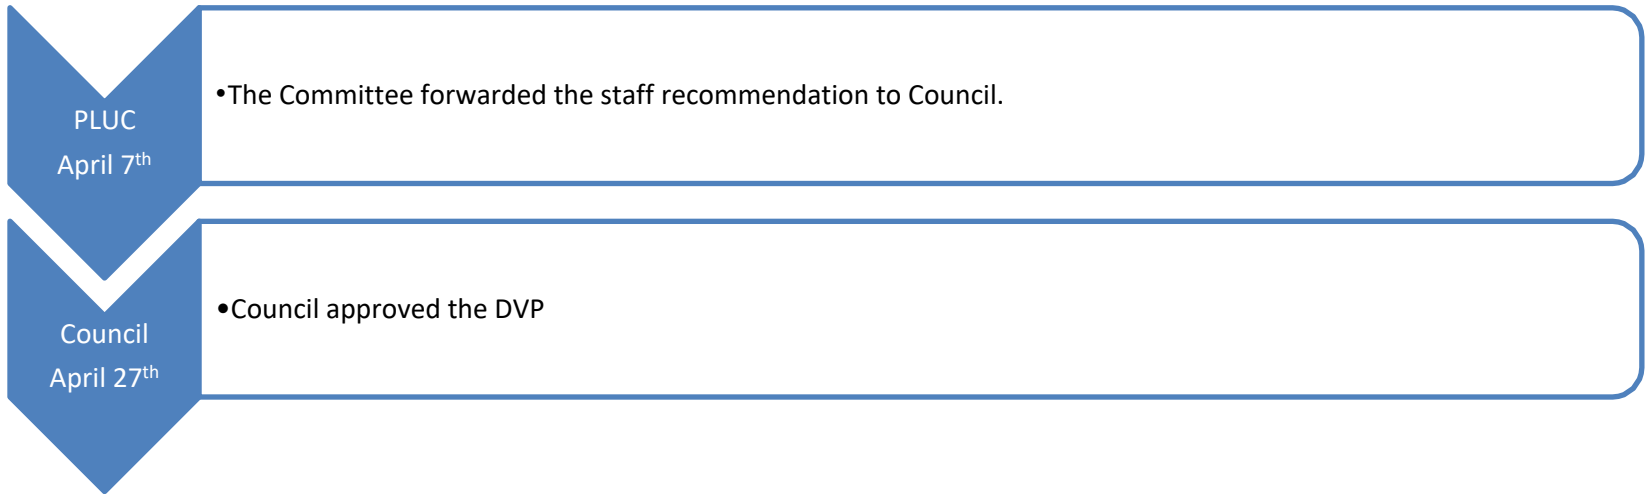 PLUC
April 7th
•The Committee forwarded the staff recommendation to Council.
Council
April 27th
•Council approved the DVP